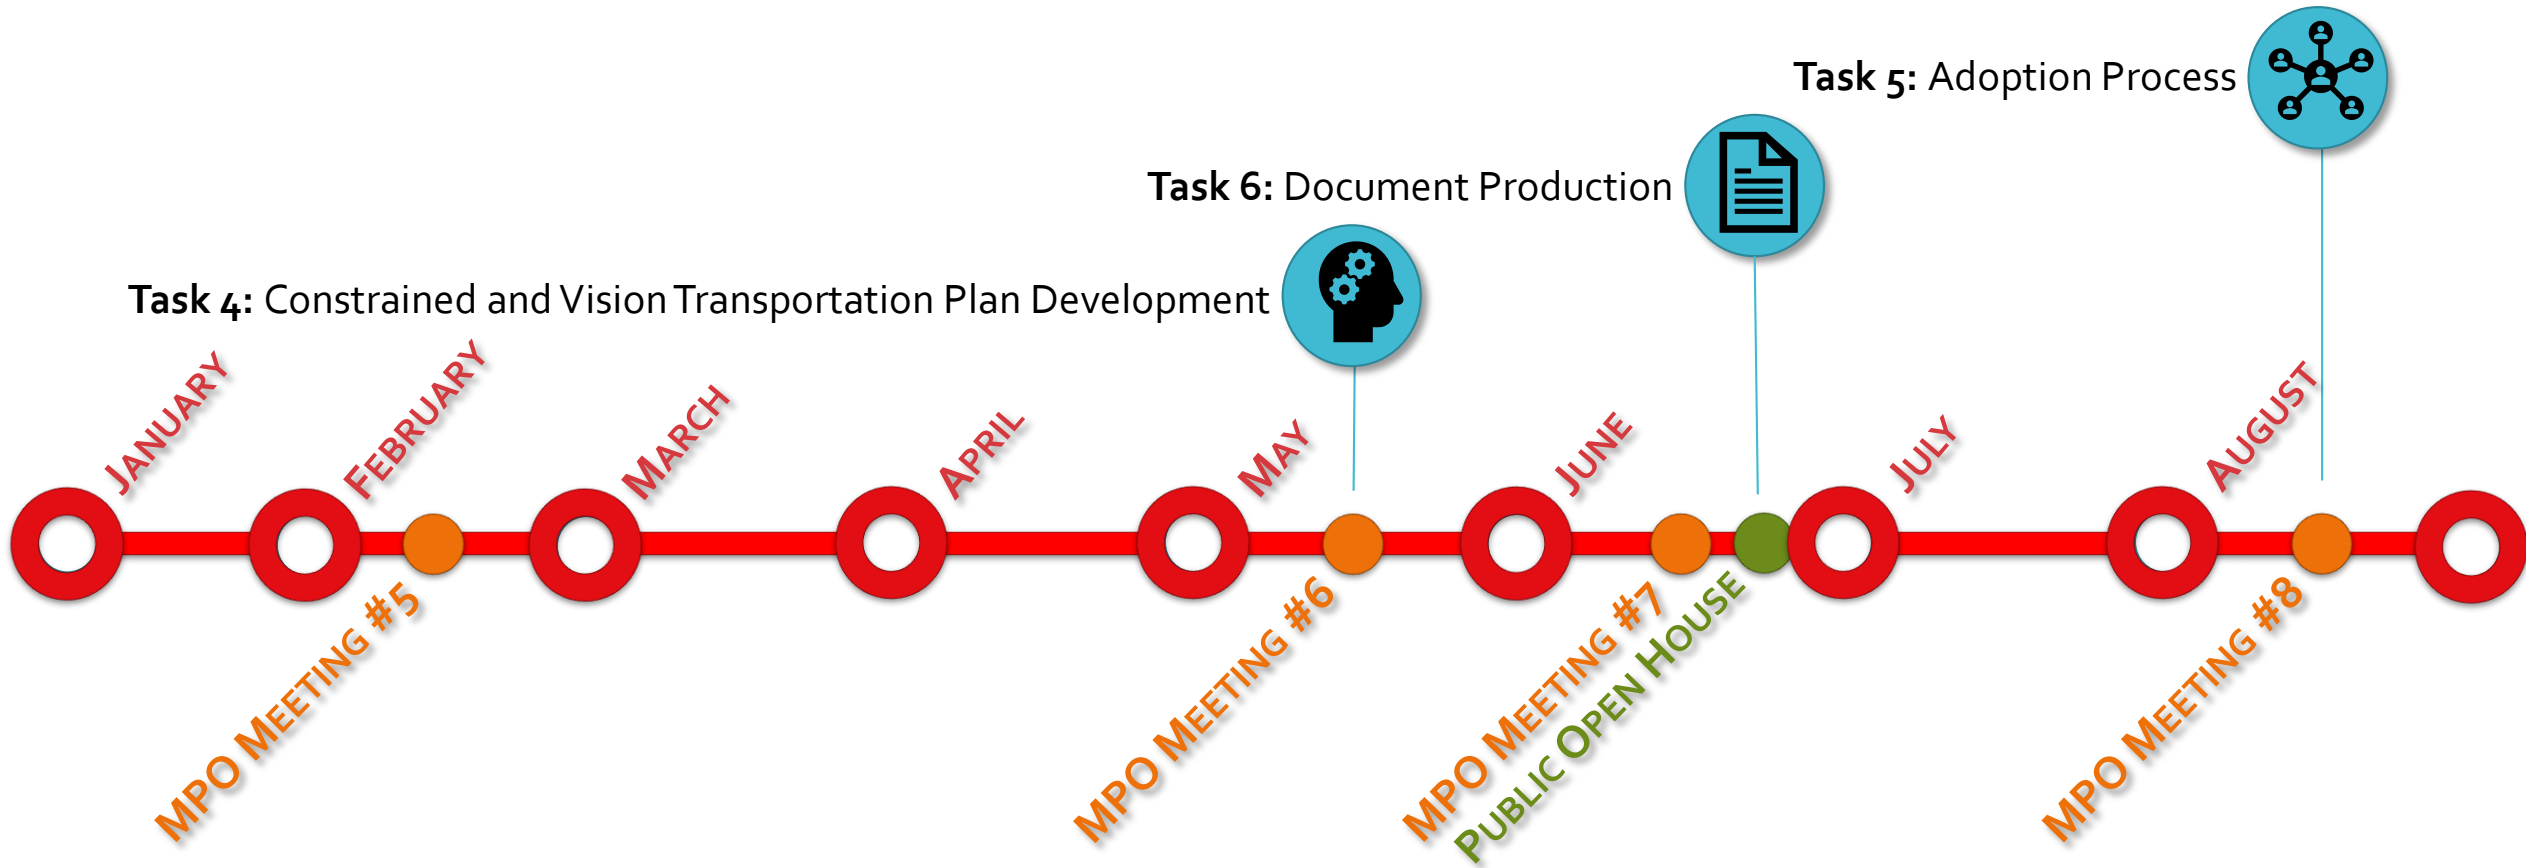 Task 5: Adoption Process
Task 6: Document Production
Task 4: Constrained and Vision Transportation Plan Development
JANUARY
FEBRUARY
MARCH
APRIL
MAY
JUNE
JULY
AUGUST
MPO MEETING #5
MPO MEETING #6
MPO MEETING #7
PUBLIC OPEN HOUSE
MPO MEETING #8